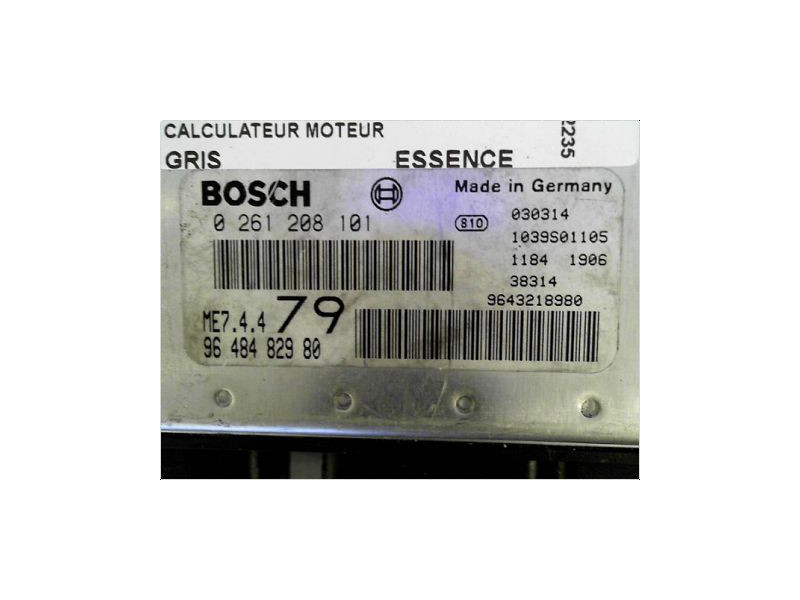 CALCULATEUR MOTEUR
GRIS ESSENCE
2235
BOSCH Made in Germany
0 261 208 101 810 030314
1039S01105
1184 1906
38314
9643218980
ME7.4.4 79
96 484 829 80